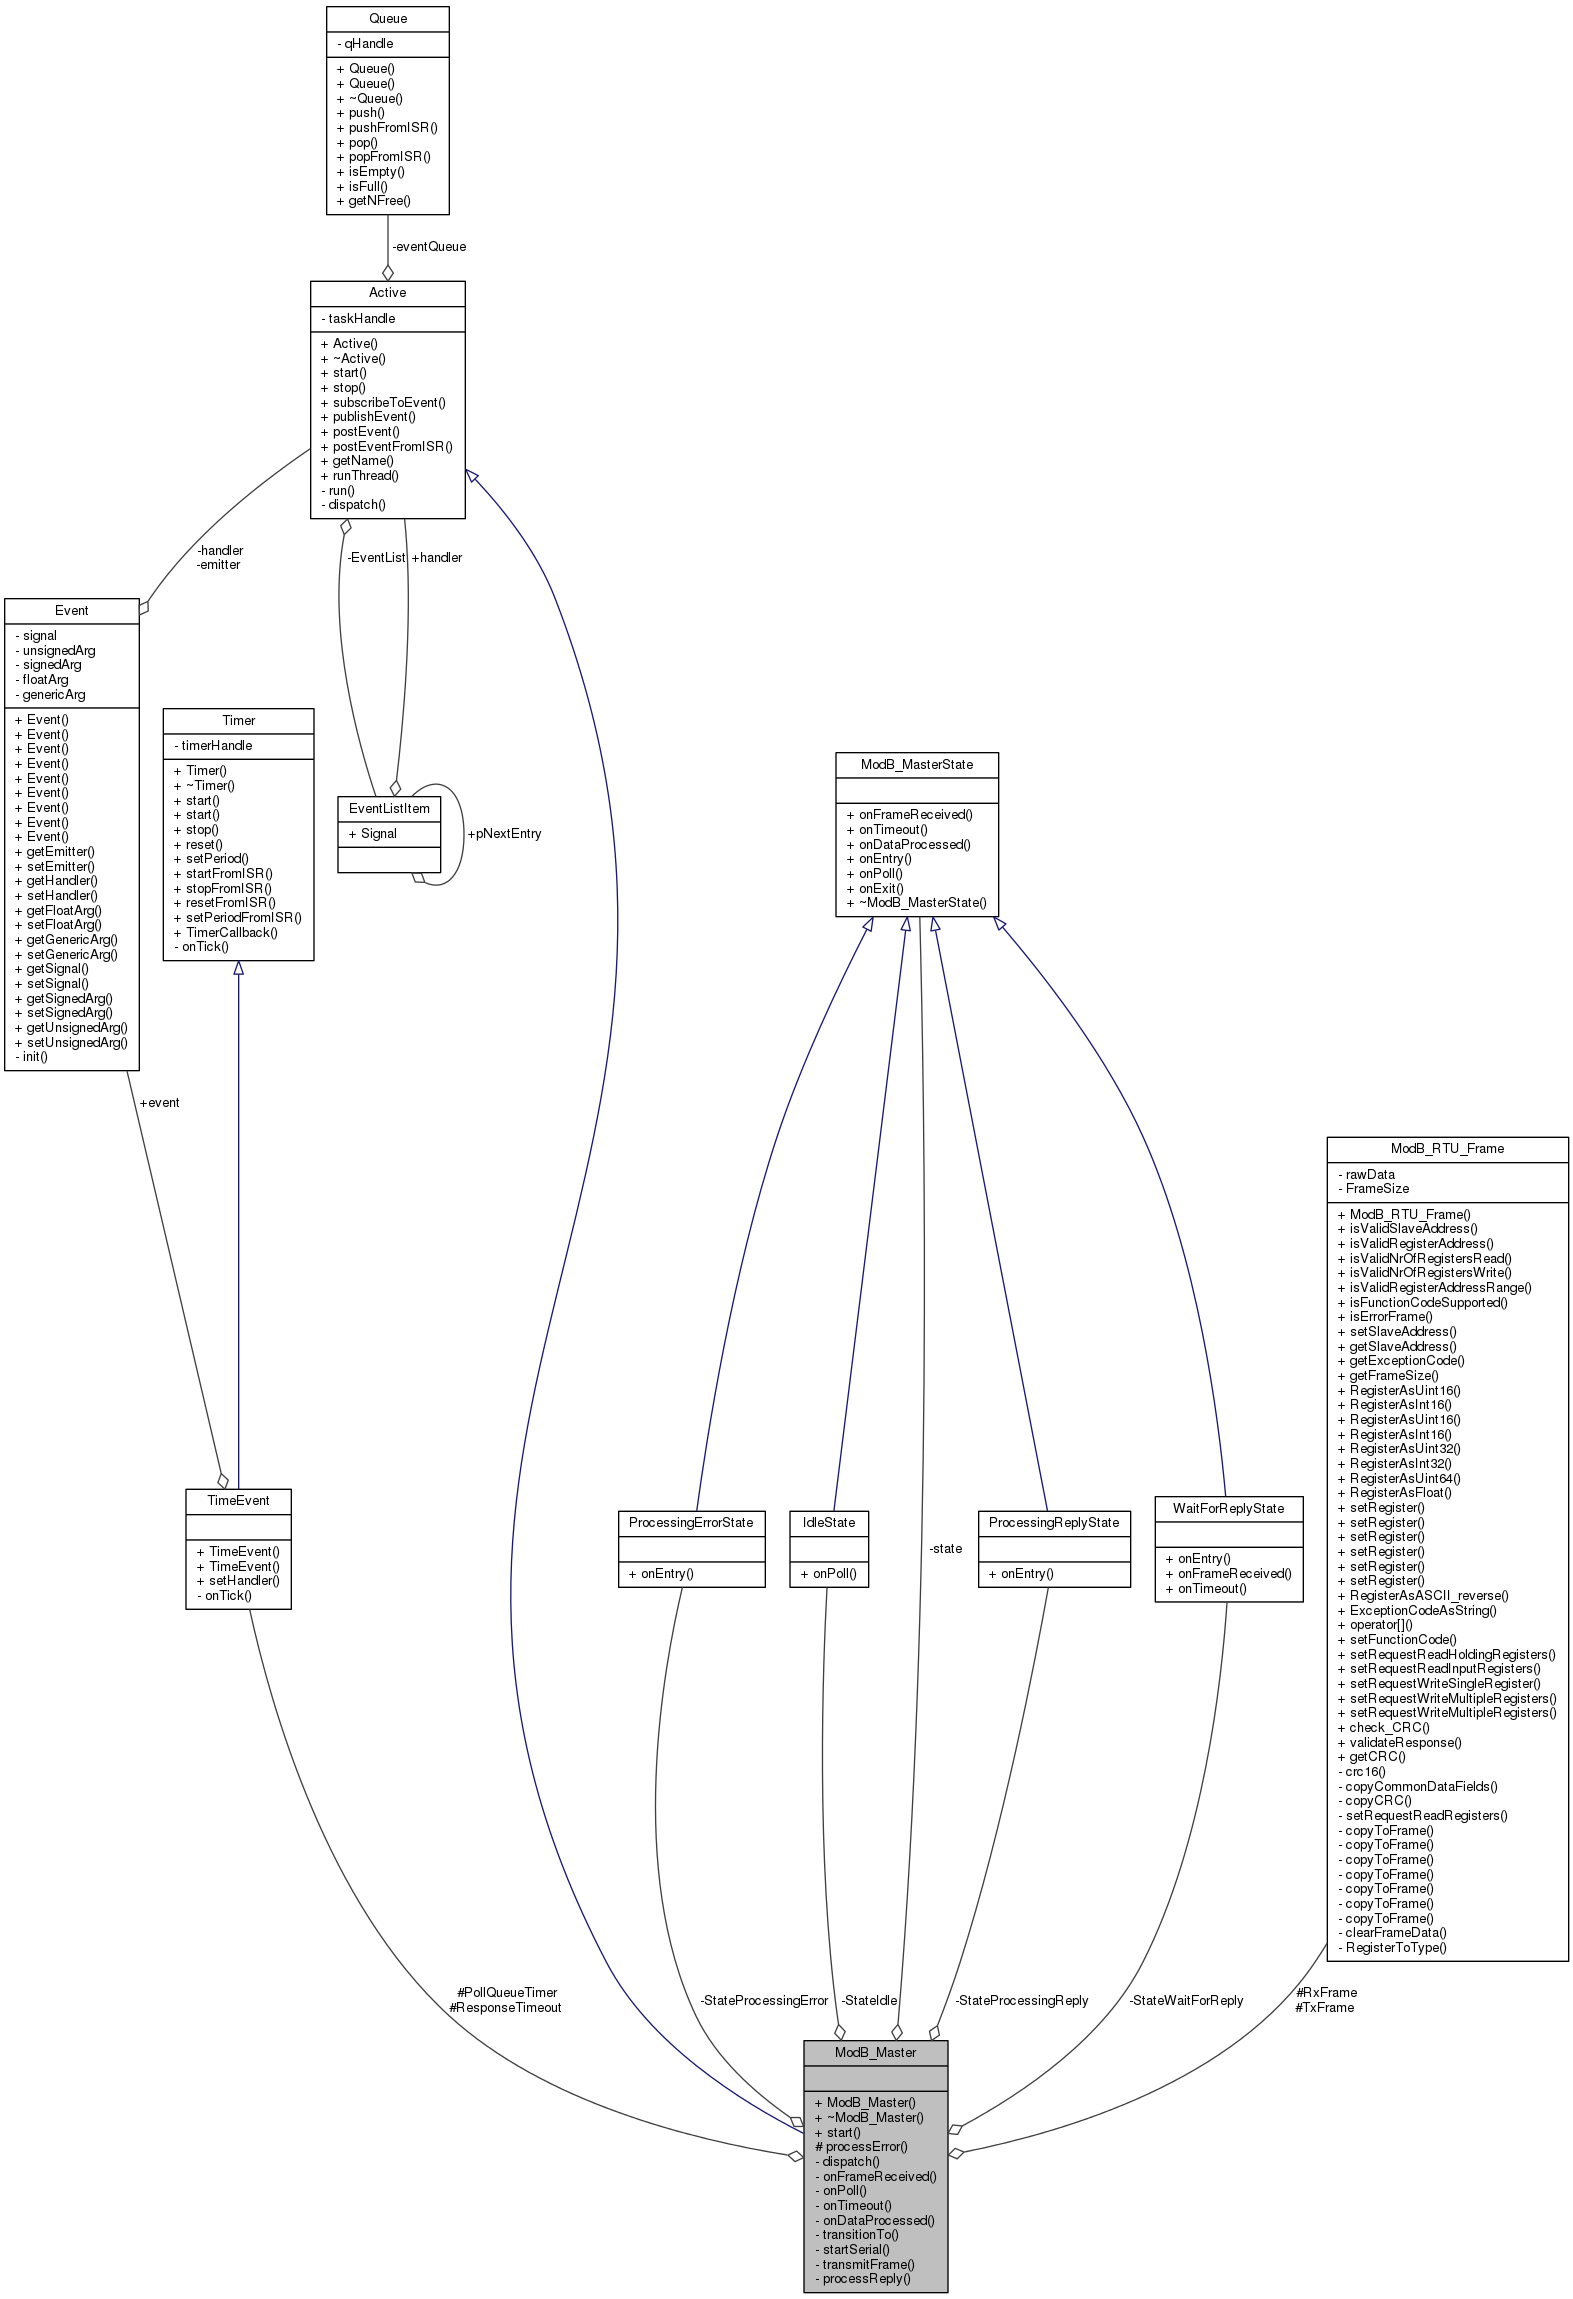 Queue
- qHandle
+ Queue()
+ Queue()
+ ~Queue()
+ push()
+ pushFromISR()
+ pop()
+ popFromISR()
+ isEmpty()
+ isFull()
+ getNFree()
-eventQueue
Active
- taskHandle
+ Active()
+ ~Active()
+ start()
+ stop()
+ subscribeToEvent()
+ publishEvent()
+ postEvent()
+ postEventFromISR()
+ getName()
+ runThread()
- run()
- dispatch()
-handler
-emitter
-EventList
+handler
Event
- signal
- unsignedArg
- signedArg
- floatArg
- genericArg
+ Event()
+ Event()
+ Event()
+ Event()
+ Event()
+ Event()
+ Event()
+ Event()
+ Event()
+ getEmitter()
+ setEmitter()
+ getHandler()
+ setHandler()
+ getFloatArg()
+ setFloatArg()
+ getGenericArg()
+ setGenericArg()
+ getSignal()
+ setSignal()
+ getSignedArg()
+ setSignedArg()
+ getUnsignedArg()
+ setUnsignedArg()
- init()
Timer
- timerHandle
+ Timer()
+ ~Timer()
+ start()
+ start()
+ stop()
+ reset()
+ setPeriod()
+ startFromISR()
+ stopFromISR()
+ resetFromISR()
+ setPeriodFromISR()
+ TimerCallback()
- onTick()
EventListItem
+ Signal
+pNextEntry
ModB_MasterState
+ onFrameReceived()
+ onTimeout()
+ onDataProcessed()
+ onEntry()
+ onPoll()
+ onExit()
+ ~ModB_MasterState()
+event
ModB_RTU_Frame
- rawData
- FrameSize
+ ModB_RTU_Frame()
+ isValidSlaveAddress()
+ isValidRegisterAddress()
+ isValidNrOfRegistersRead()
+ isValidNrOfRegistersWrite()
+ isValidRegisterAddressRange()
+ isFunctionCodeSupported()
+ isErrorFrame()
+ setSlaveAddress()
+ getSlaveAddress()
+ getExceptionCode()
+ getFrameSize()
+ RegisterAsUint16()
+ RegisterAsInt16()
+ RegisterAsUint16()
+ RegisterAsInt16()
+ RegisterAsUint32()
+ RegisterAsInt32()
+ RegisterAsUint64()
+ RegisterAsFloat()
+ setRegister()
+ setRegister()
+ setRegister()
+ setRegister()
+ setRegister()
+ setRegister()
+ RegisterAsASCII_reverse()
+ ExceptionCodeAsString()
+ operator[]()
+ setFunctionCode()
+ setRequestReadHoldingRegisters()
+ setRequestReadInputRegisters()
+ setRequestWriteSingleRegister()
+ setRequestWriteMultipleRegisters()
+ setRequestWriteMultipleRegisters()
+ check_CRC()
+ validateResponse()
+ getCRC()
- crc16()
- copyCommonDataFields()
- copyCRC()
- setRequestReadRegisters()
- copyToFrame()
- copyToFrame()
- copyToFrame()
- copyToFrame()
- copyToFrame()
- copyToFrame()
- copyToFrame()
- clearFrameData()
- RegisterToType()
TimeEvent
+ TimeEvent()
+ TimeEvent()
+ setHandler()
- onTick()
ProcessingErrorState
+ onEntry()
IdleState
+ onPoll()
-state
ProcessingReplyState
+ onEntry()
WaitForReplyState
+ onEntry()
+ onFrameReceived()
+ onTimeout()
#PollQueueTimer
#ResponseTimeout
-StateProcessingError
-StateIdle
-StateProcessingReply
-StateWaitForReply
#RxFrame
#TxFrame
ModB_Master
+ ModB_Master()
+ ~ModB_Master()
+ start()
# processError()
- dispatch()
- onFrameReceived()
- onPoll()
- onTimeout()
- onDataProcessed()
- transitionTo()
- startSerial()
- transmitFrame()
- processReply()